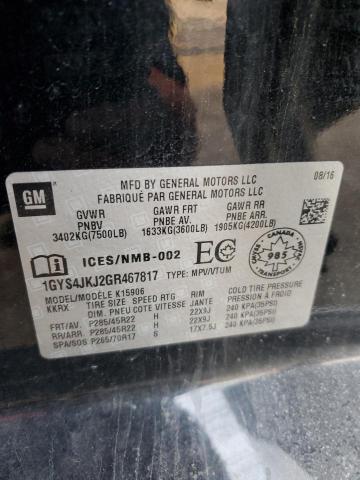 GM
MFD BY GENERAL MOTORS LLC
08/16
FABRIQUÉ PAR GENERAL MOTORS LLC
GVWR GAWR FRT GAWR RR
PNBV PNBE AV. PNBE ARR.
3402KG(7500LB) 1633KG(3600LB) 1905KG(4200LB)
ICES/NMB-002 EC
CANADA
985
1GYS4JKJ2GR467817 TYPE: MPV/VTUM
MODEL/MODÈLE K15906
KKRX TIRE SIZE SPEED RTG RIM COLD TIRE PRESSURE
DIM. PNEU COTE VITESSE JANTE PRESSION À FROID
FRT/AV. P285/45R22 H 22X9J 240 KPA(35PSI)
RR/ARR. P285/45R22 H 22X9J 240 KPA(35PSI)
SPA/SOS P265/70R17 S 17X7.5J 240 KPA(35PSI)